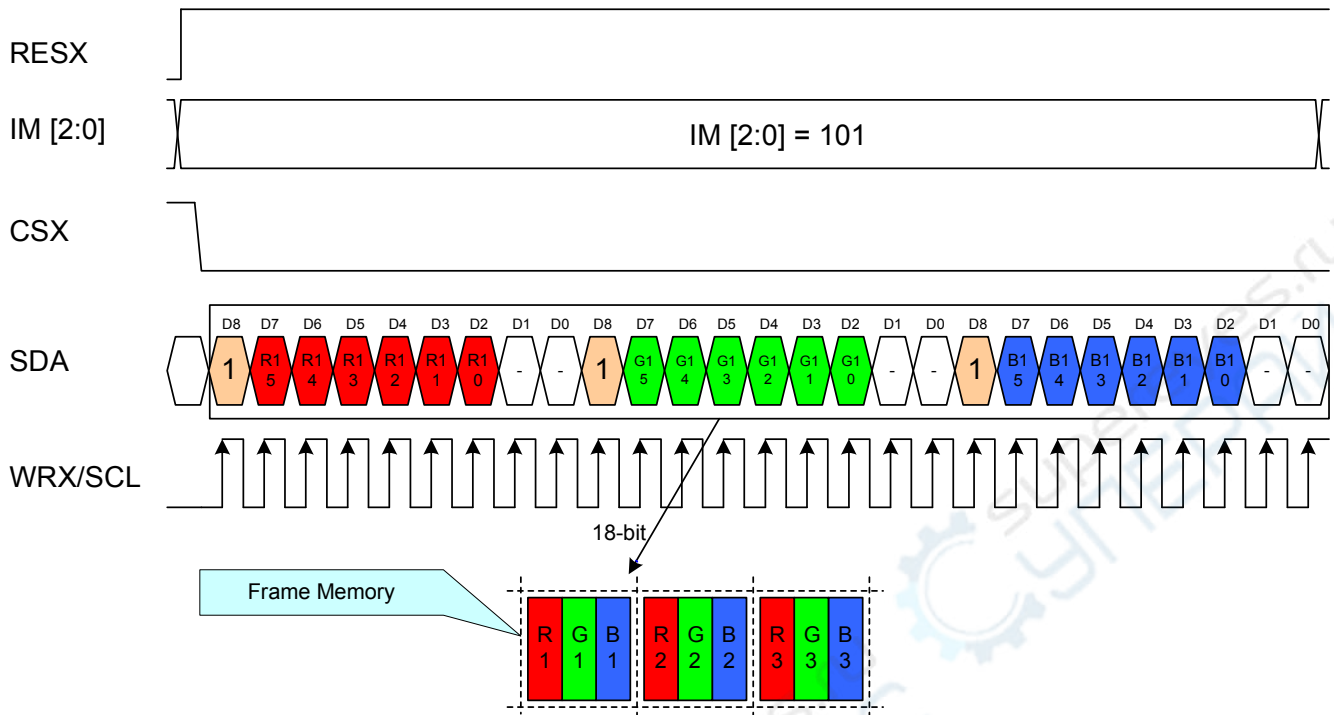 RESX
IM [2:0]
IM [2:0] = 101
CSX
D8 D7 D6 D5 D4 D3 D2 D1 D0 D8 D7 D6 D5 D4 D3 D2 D1 D0 D8 D7 D6 D5 D4 D3 D2 D1 D0
SDA
1 R1 R1 R1 R1 R1 R1 - - 1 G1 G1 G1 G1 G1 G1 - - 1 B1 B1 B1 B1 B1 B1 - -
5 4 3 2 1 0 5 4 3 2 1 0 5 4 3 2 1 0
WRX/SCL
18-bit
Frame Memory
R G B R G B R G B
1 1 1 2 2 2 3 3 3